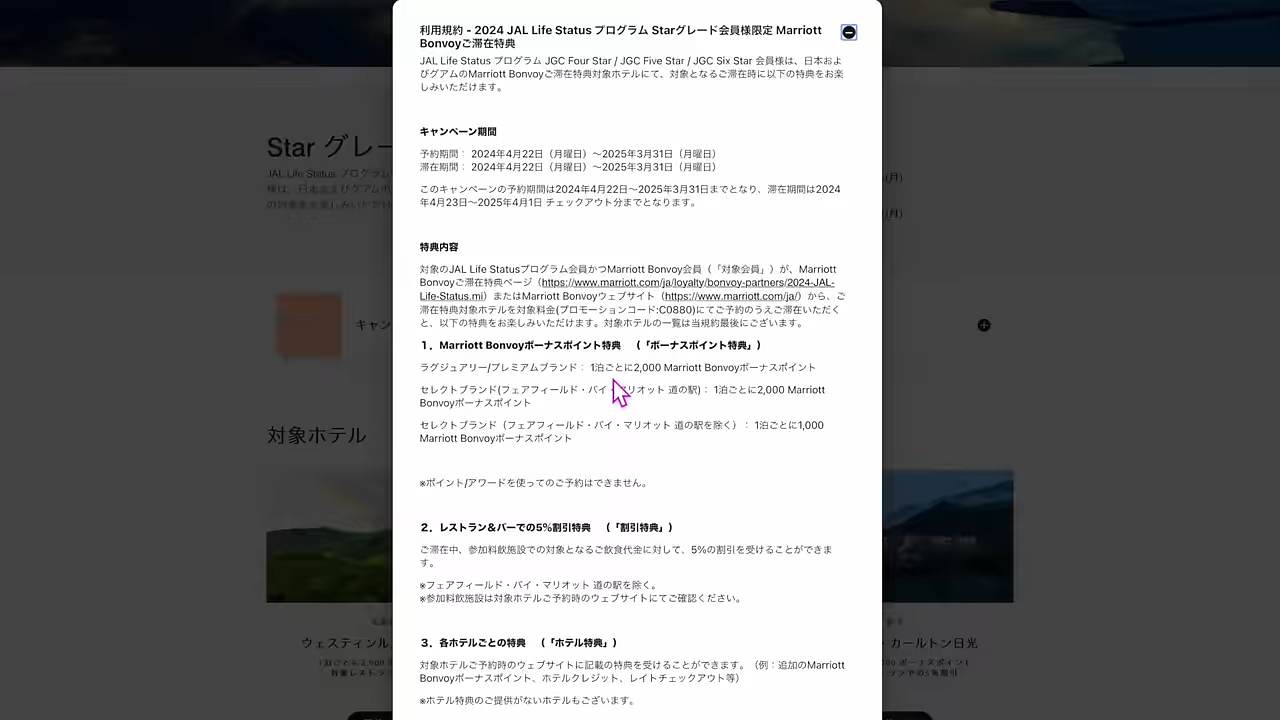 利用規約 - 2024 JAL Life Status プログラム Starグレード会員様限定 Marriott
Bonvoyご滞在特典
JAL Life Status プログラム JGC Four Star / JGC Five Star / JGC Six Star 会員様は、日本およ
びグアムのMarriott Bonvoyご滞在特典対象ホテルにて、対象となるご滞在時に以下の特典をお楽
しみいただけます。
キャンペーン期間
予約期間： 2024年4月22日（月曜日）～2025年3月31日（月曜日）
滞在期間： 2024年4月22日（月曜日）～2025年3月31日（月曜日）
このキャンペーンの予約期間は2024年4月22日～2025年3月31日までとなり、滞在期間は2024
年4月23日～2025年4月1日 チェックアウト分までとなります。
特典内容
対象のJAL Life Statusプログラム会員かつMarriott Bonvoy会員（「対象会員」）が、Marriott
Bonvoyご滞在特典ページ（https://www.marriott.com/ja/loyalty/bonvoy-partners/2024-JAL-
Life-Status.mi）またはMarriott Bonvoyウェブサイト（https://www.marriott.com/ja/）から、ご
滞在特典対象ホテルを対象料金(プロモーションコード:C0880)にてご予約のうえご滞在いただく
と、以下の特典をお楽しみいただけます。対象ホテルの一覧は当規約最後にございます。
１．Marriott Bonvoyボーナスポイント特典　（「ボーナスポイント特典」）
ラグジュアリー/プレミアムブランド： 1泊ごとに2,000 Marriott Bonvoyボーナスポイント
セレクトブランド(フェアフィールド・バイ・マリオット 道の駅)： 1泊ごとに2,000 Marriott
Bonvoyボーナスポイント
セレクトブランド（フェアフィールド・バイ・マリオット 道の駅を除く）： 1泊ごとに1,000
Marriott Bonvoyボーナスポイント
※ポイント/アワードを使ってのご予約はできません。
２．レストラン＆バーでの5％割引特典　（「割引特典」）
ご滞在中、参加料飲施設での対象となるご飲食代金に対して、5％の割引を受けることができま
す。
※フェアフィールド・バイ・マリオット 道の駅を除く。
※参加料飲施設は対象ホテルご予約時のウェブサイトにてご確認ください。
３．各ホテルごとの特典　（「ホテル特典」）
対象ホテルご予約時のウェブサイトに記載の特典を受けることができます。（例：追加のMarriott
Bonvoyボーナスポイント、ホテルクレジット、レイトチェックアウト等）
※ホテル特典のご提供がないホテルもございます。
Star グレー
JAL Life Status プログラ
(月)
(月)
キャン
対象ホテル
ウェスティンル
・カールトン日光